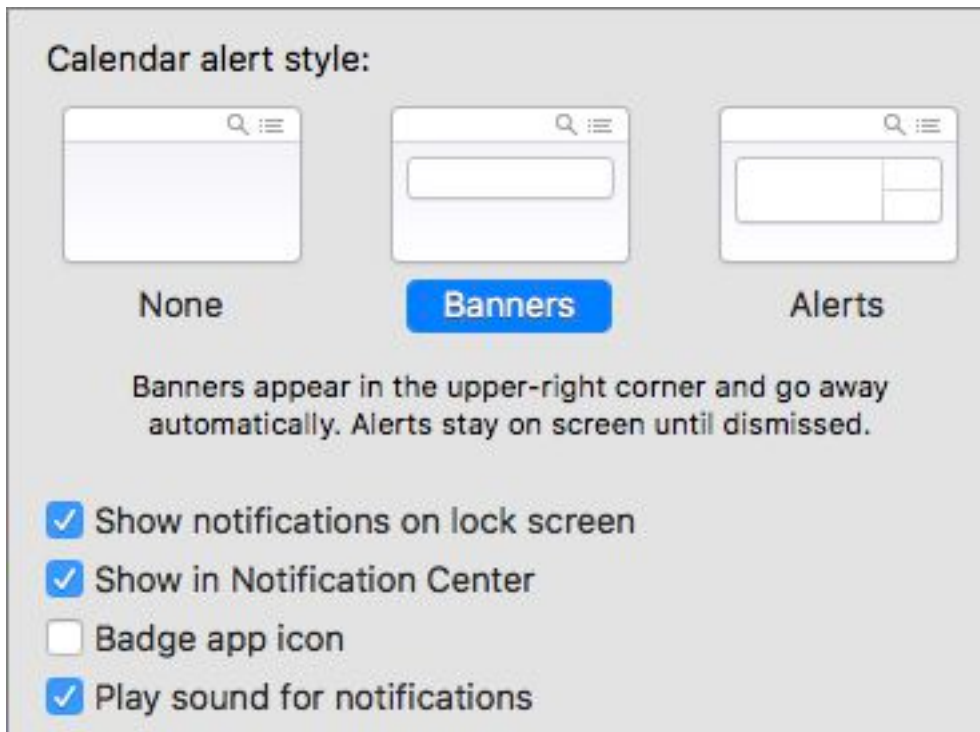 Calendar alert style:
None
Banners
Alerts
Banners appear in the upper-right corner and go away
automatically. Alerts stay on screen until dismissed.
Show notifications on lock screen
Show in Notification Center
Badge app icon
Play sound for notifications